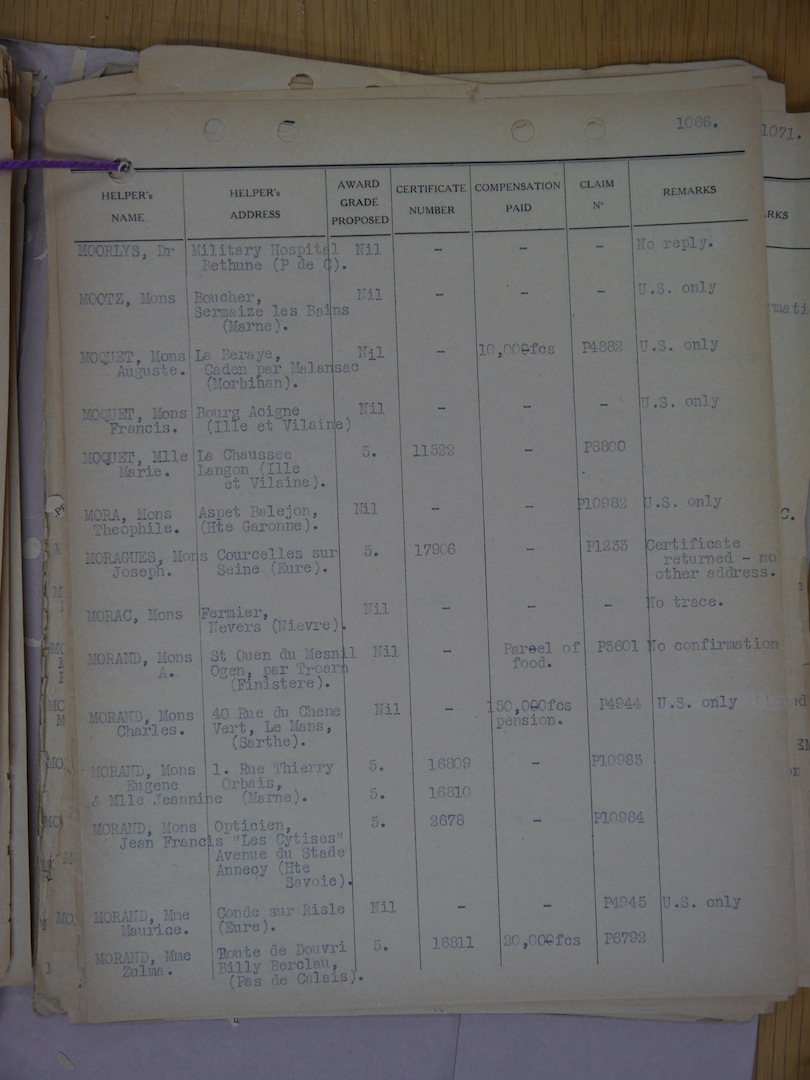 1066.
1071.
HELPER's NAME HELPER's ADDRESS AWARD GRADE PROPOSED CERTIFICATE NUMBER COMPENSATION PAID CLAIM Nº REMARKS
MOORLYS, Dr Military Hospital Nil - - - No reply.
Bethune (P de C).
MOOTZ, Mons Boucher, Nil - - - U.S. only
Sermaize les Bains
(Marne).
MOQUET, Mons La Beraye, Nil - 10,000fcs P4882 U.S. only
Auguste. Caden par Malansac
(Morbihan).
MOQUET, Mons Bourg Acigne Nil - - - U.S. only
Francis. (Ille et Vilaine)
MOQUET, Mlle La Chaussee 5. 11522 - P8800
Marie. Langon (Ille
et Vilaine).
MORA, Mons Aspet Balejon, Nil - P10982 U.S. only
Theophile. (Hte Garonne).
MORAGUES, Mons Courcelles sur 5. 17906 - P1233 Certificate
Joseph. Seine (Eure). returned - no
other address.
MORAC, Mons Fermier, Nil - - - No trace.
Nevers (Nievre).
MORAND, Mons St Ouen du Mesnil Nil - Parcel of P3601 No confirmation
A. Ogen, par Troarn food.
(Finistere).
MORAND, Mons 40 Rue du Chene Nil - 150,000fcs P4944 U.S. only
Charles. Vert, Le Mans, pension.
(Sarthe).
MORAND, Mons 1. Rue Thierry 5. 16809 - P10983
Eugene Orbais, 5. 16810
& Mlle Jeannine (Marne).
MORAND, Mons Opticien, 5. 2678 - P10984
Jean Francis "Les Cytises"
Avenue du Stade
Annecy (Hte
Savoie).
MORAND, Mme Conde sur Risle Nil - - P4945 U.S. only
Maurice. (Eure).
MORAND, Mme Route de Douvri 5. 16811 20,000fcs P6792
Zulma. Billy Berclau,
(Pas de Calais).